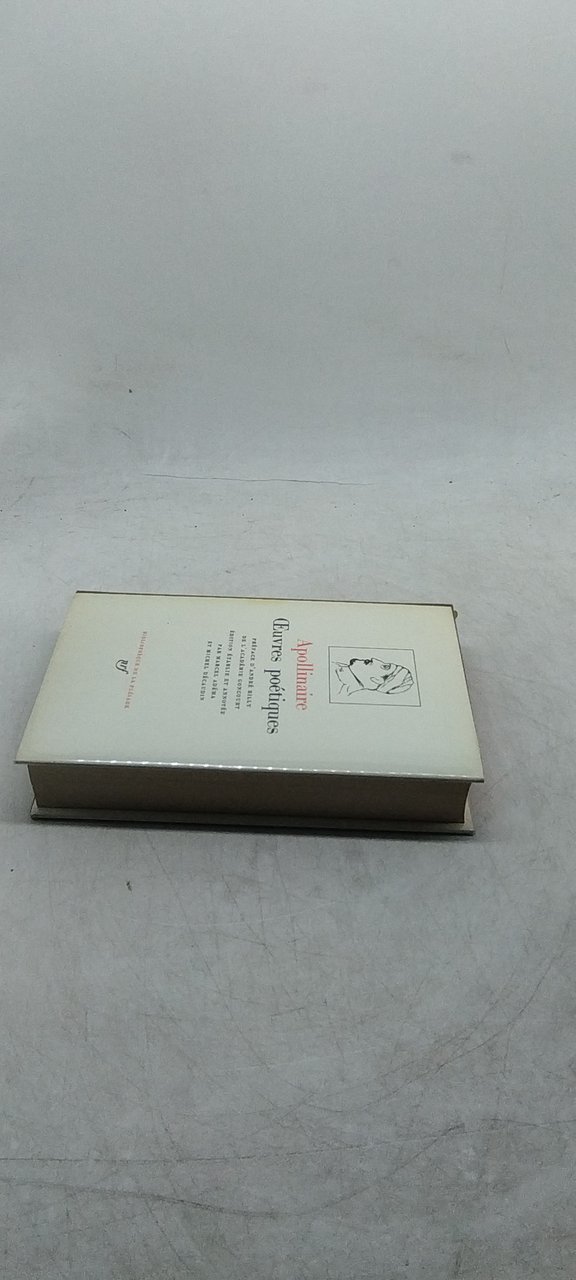 Apollinaire
Œuvres poétiques
PRÉFACE D'ANDRÉ BILLY
DE L'ACADÉMIE GONCOURT
ÉDITION ÉTABLIE ET ANNOTÉE
PAR MARCEL ADÉMA
ET MICHEL DÉCAUDIN
nrf
BIBLIOTHÈQUE DE LA PLÉIADE